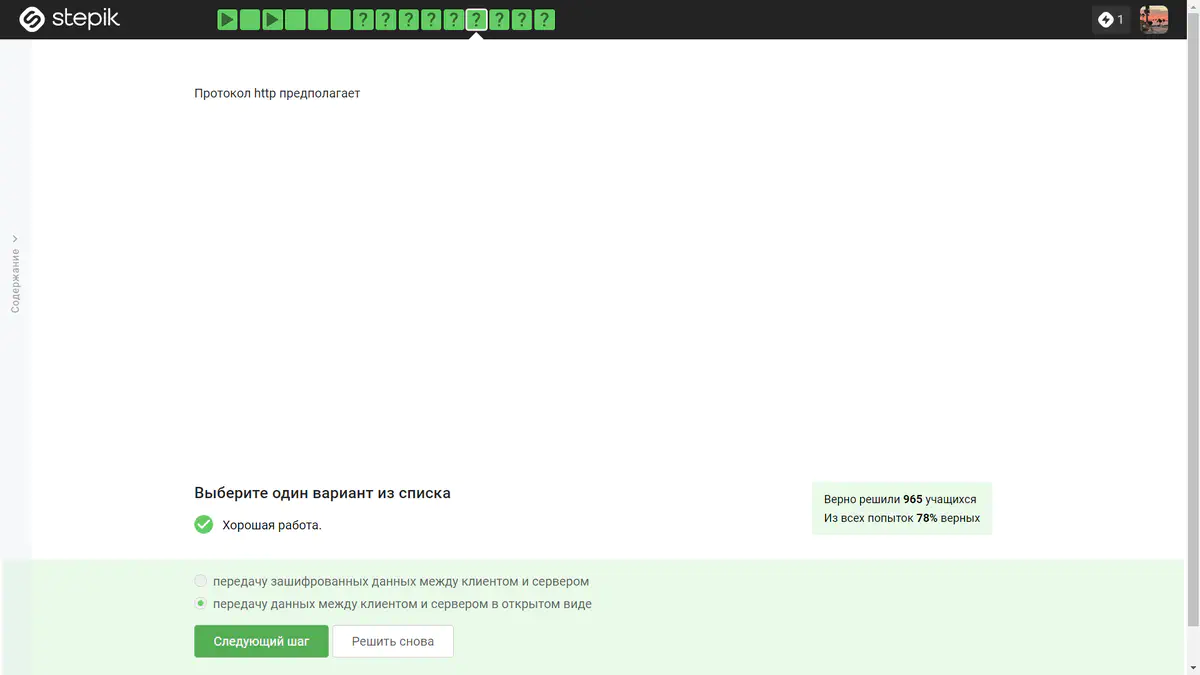 stepik
? ? ? ? ? ? ? ? ?
1
Протокол http предполагает
Содержание
Выберите один вариант из списка
Хорошая работа.
Верно решили 965 учащихся
Из всех попыток 78% верных
передачу зашифрованных данных между клиентом и сервером
передачу данных между клиентом и сервером в открытом виде
Следующий шаг
Решить снова